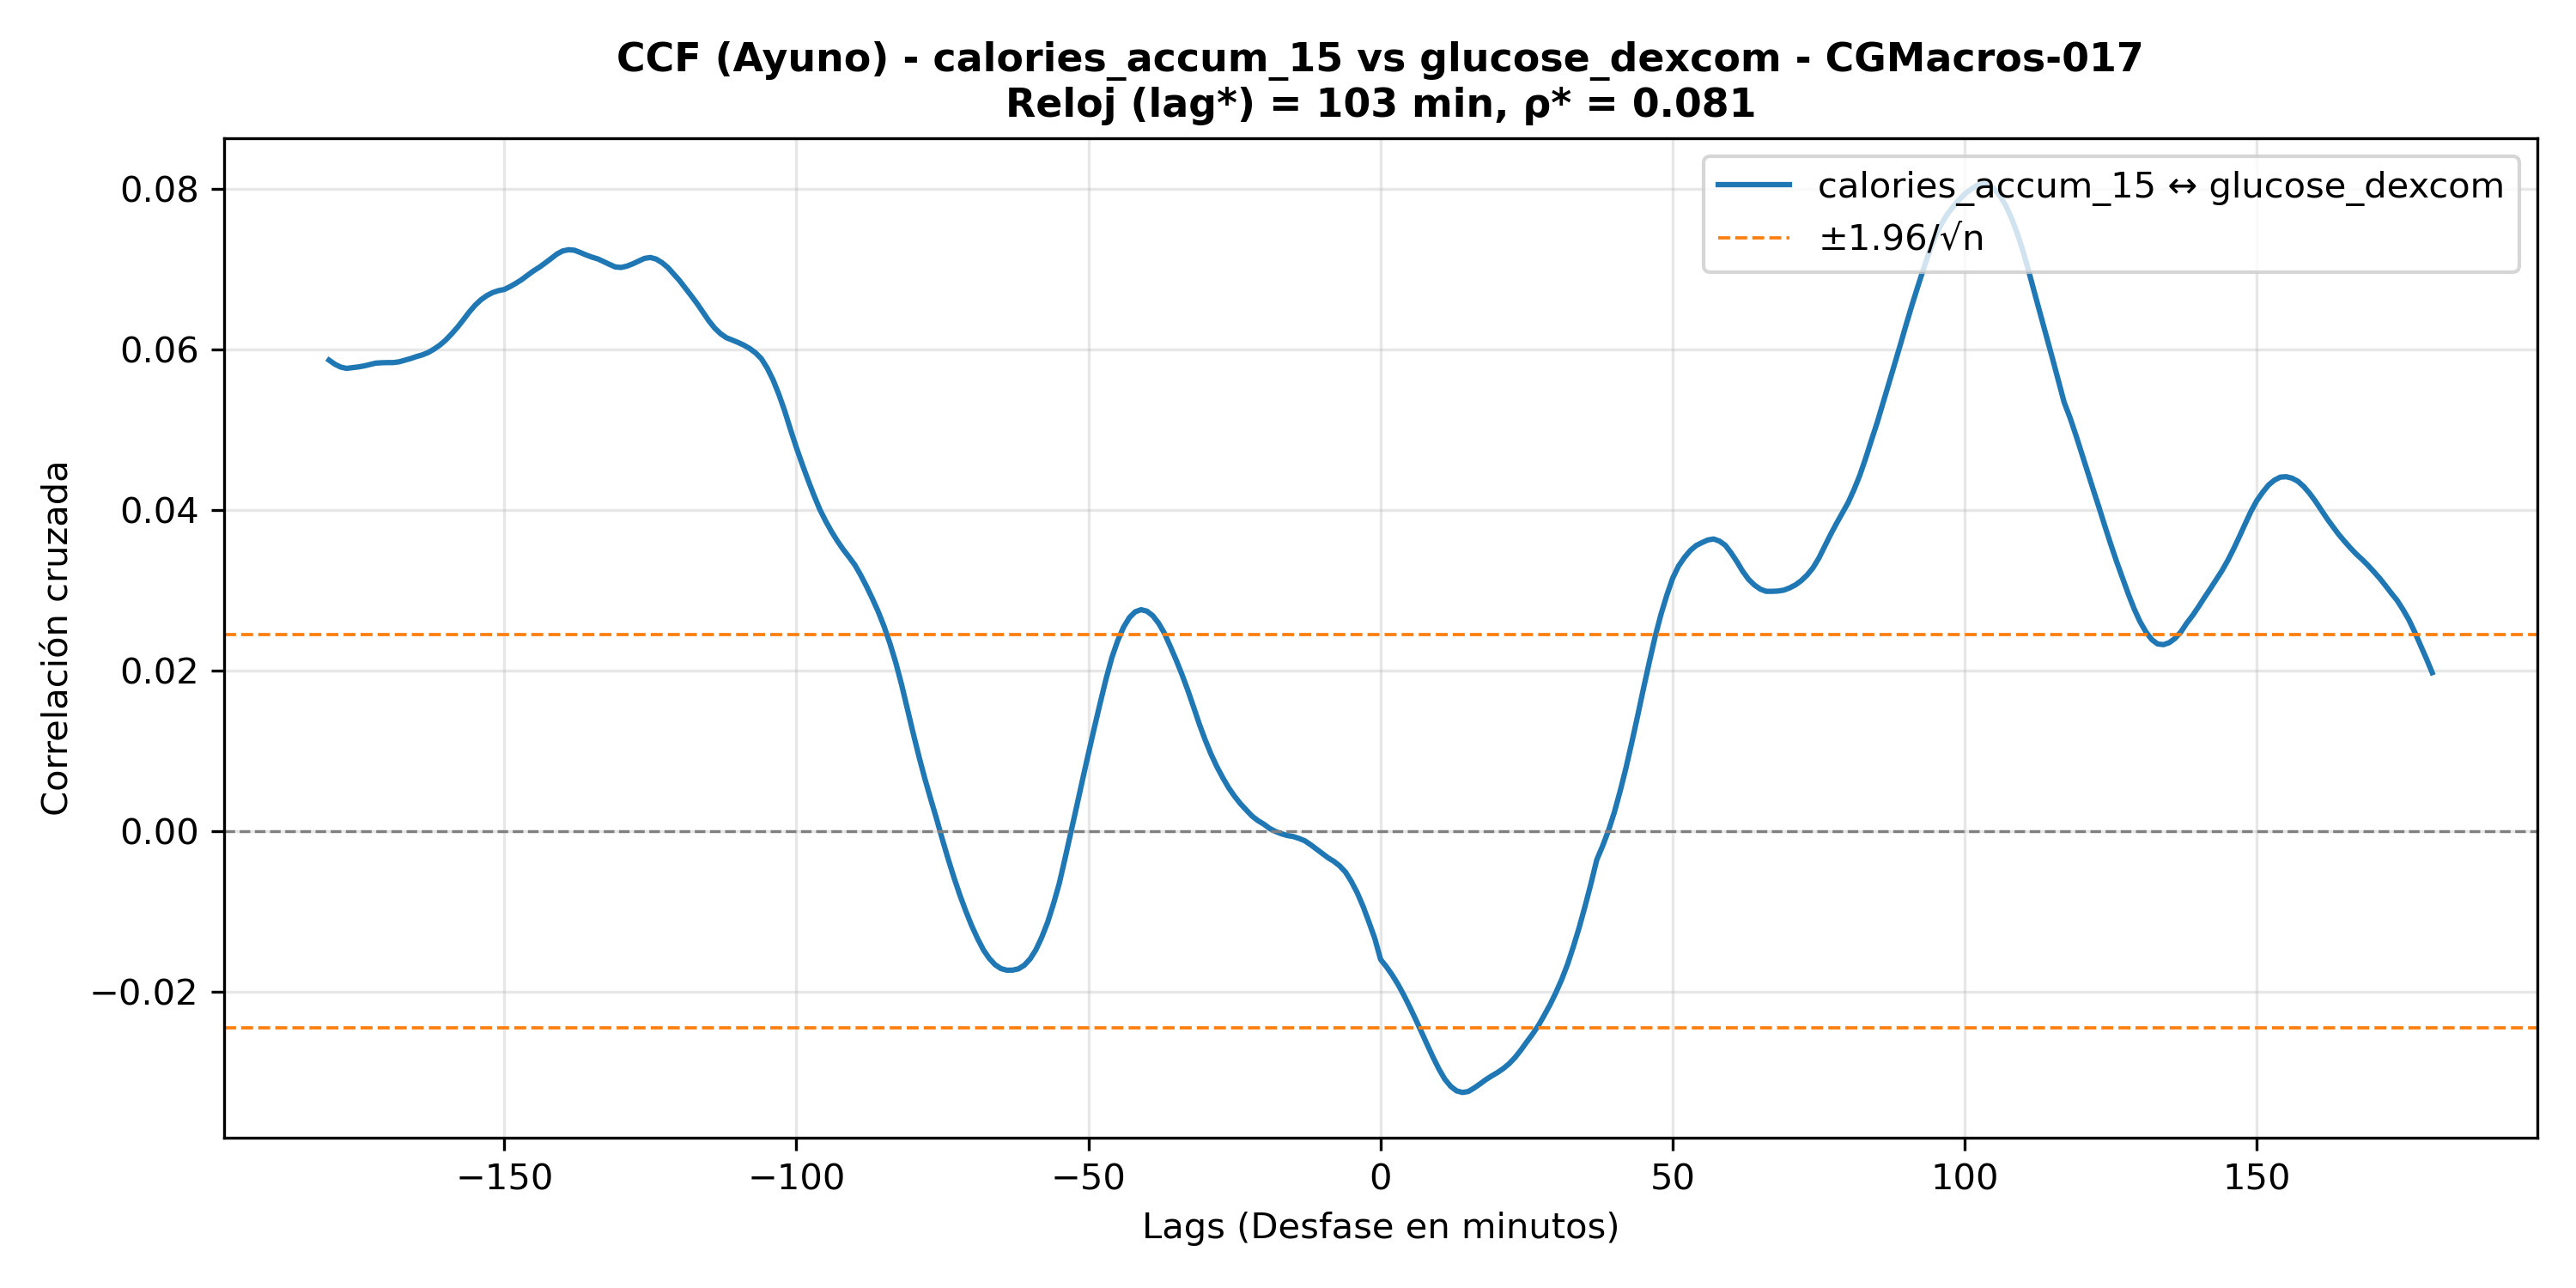 CCF (Ayuno) - calories_accum_15 vs glucose_dexcom - CGMacros-017
Reloj (lag*) = 103 min, ρ* = 0.081
calories_accum_15 ↔ glucose_dexcom
±1.96/√n
Correlación cruzada
0.08
0.06
0.04
0.02
0.00
−0.02
−150
−100
−50
0
50
100
150
Lags (Desfase en minutos)